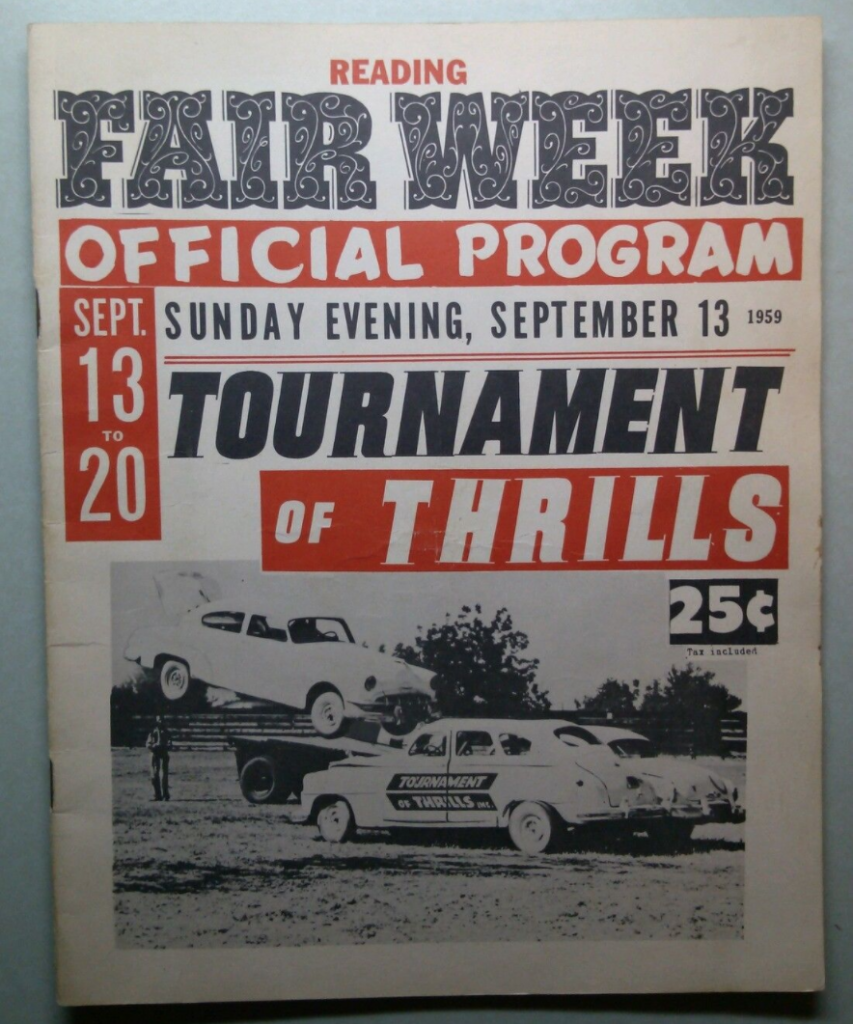 READING
FAIR WEEK
OFFICIAL PROGRAM
SEPT.
13
TO
20
SUNDAY EVENING, SEPTEMBER 13 1959
TOURNAMENT
OF THRILLS
25¢
Tax included
TOURNAMENT
OF THRILLS INC.